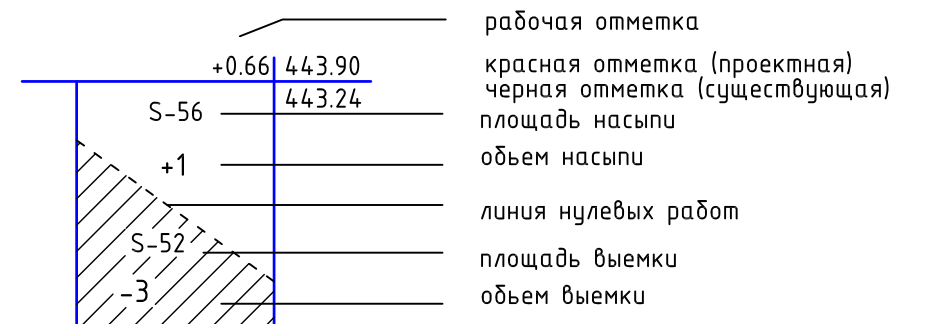 рабочая отметка
+0.66 443.90 красная отметка (проектная)
443.24 черная отметка (существующая)
S-56 площадь насыпи
+1 обьем насыпи
линия нулевых работ
S-52 площадь выемки
-3 обьем выемки